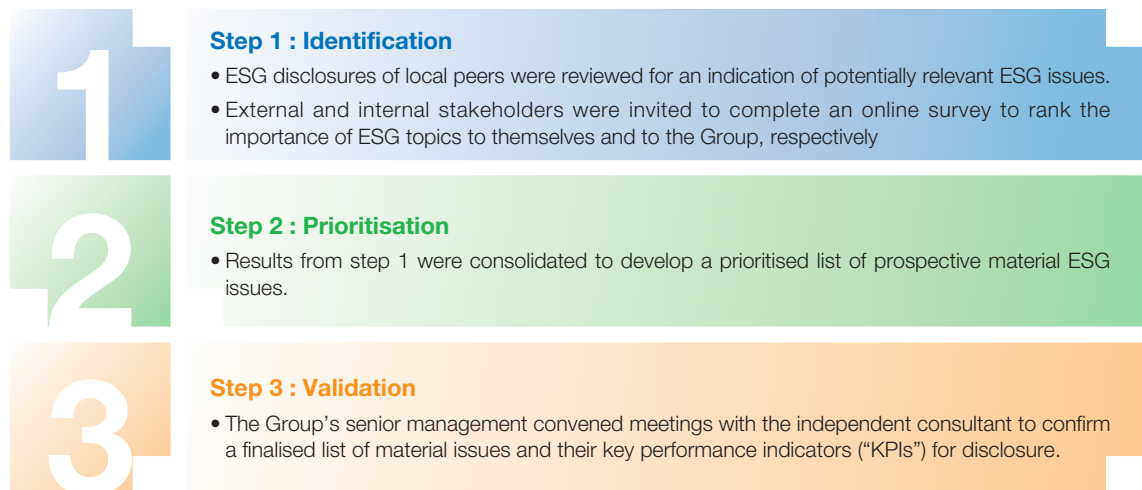 1
Step 1 : Identification
• ESG disclosures of local peers were reviewed for an indication of potentially relevant ESG issues.
• External and internal stakeholders were invited to complete an online survey to rank the
importance of ESG topics to themselves and to the Group, respectively
2
Step 2 : Prioritisation
• Results from step 1 were consolidated to develop a prioritised list of prospective material ESG
issues.
3
Step 3 : Validation
• The Group’s senior management convened meetings with the independent consultant to confirm
a finalised list of material issues and their key performance indicators (“KPIs”) for disclosure.